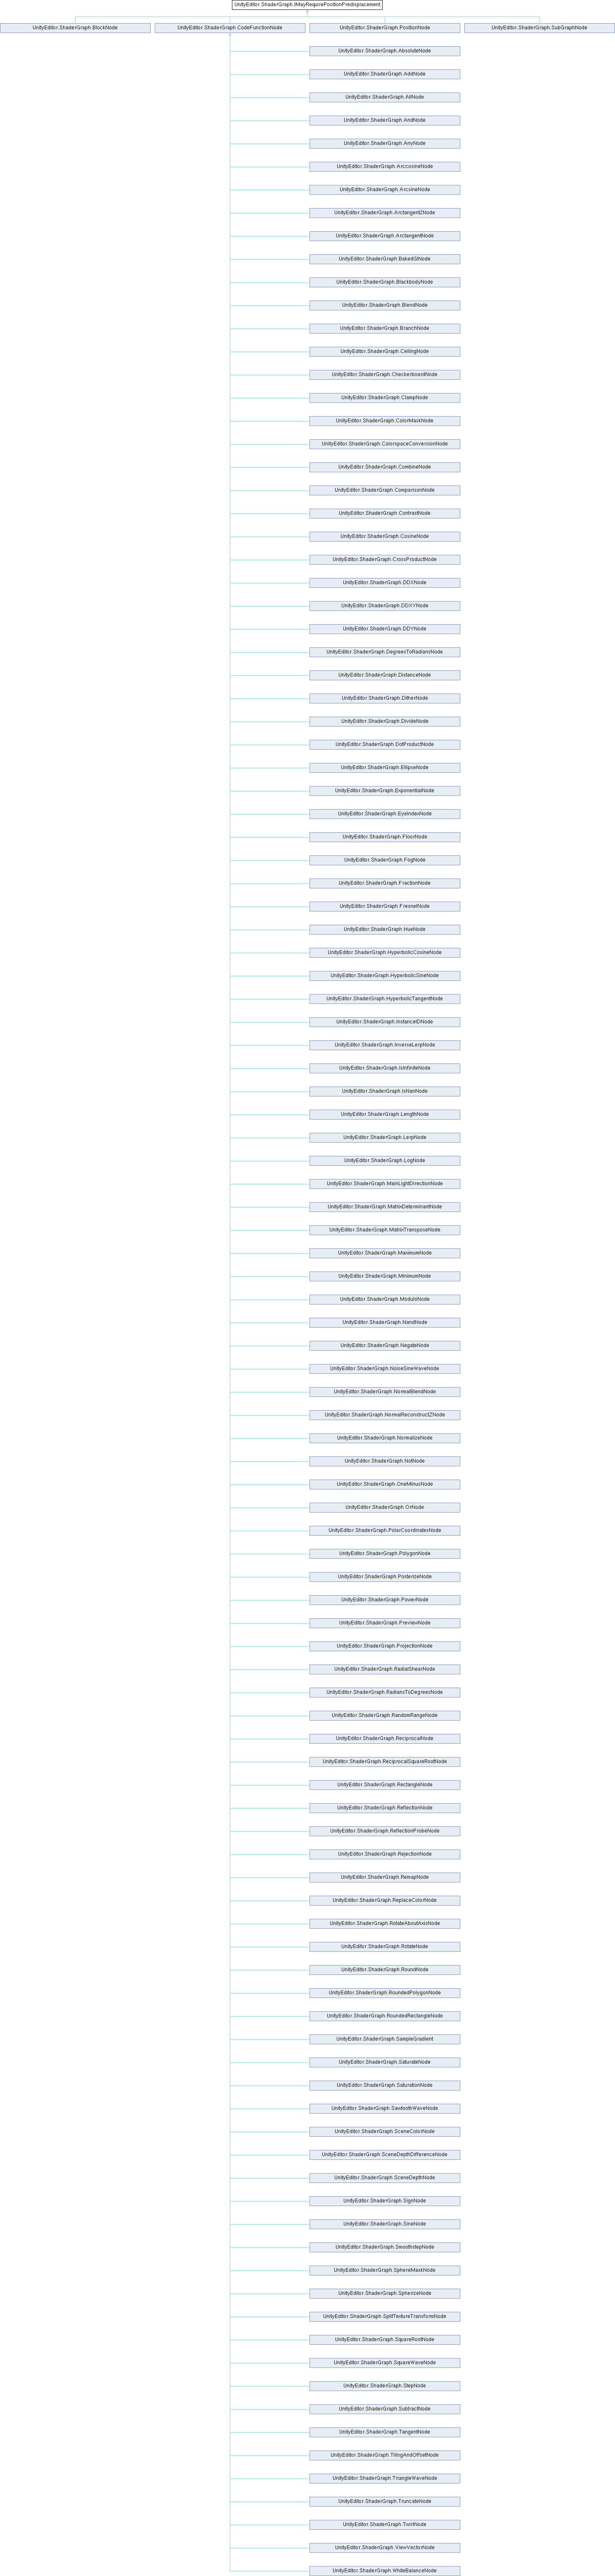 UnityEditor.ShaderGraph.IMayRequirePositionPredisplacement
UnityEditor.ShaderGraph.BlockNode
UnityEditor.ShaderGraph.CodeFunctionNode
UnityEditor.ShaderGraph.PositionNode
UnityEditor.ShaderGraph.SubGraphNode
UnityEditor.ShaderGraph.AbsoluteNode
UnityEditor.ShaderGraph.AddNode
UnityEditor.ShaderGraph.AllNode
UnityEditor.ShaderGraph.AndNode
UnityEditor.ShaderGraph.AnyNode
UnityEditor.ShaderGraph.ArccosineNode
UnityEditor.ShaderGraph.ArcsineNode
UnityEditor.ShaderGraph.Arctangent2Node
UnityEditor.ShaderGraph.ArctangentNode
UnityEditor.ShaderGraph.BakedGINode
UnityEditor.ShaderGraph.BlackbodyNode
UnityEditor.ShaderGraph.BlendNode
UnityEditor.ShaderGraph.BranchNode
UnityEditor.ShaderGraph.CeilingNode
UnityEditor.ShaderGraph.CheckerboardNode
UnityEditor.ShaderGraph.ClampNode
UnityEditor.ShaderGraph.ColorMaskNode
UnityEditor.ShaderGraph.ColorspaceConversionNode
UnityEditor.ShaderGraph.CombineNode
UnityEditor.ShaderGraph.ComparisonNode
UnityEditor.ShaderGraph.ContrastNode
UnityEditor.ShaderGraph.CosineNode
UnityEditor.ShaderGraph.CrossProductNode
UnityEditor.ShaderGraph.DDXNode
UnityEditor.ShaderGraph.DDXYNode
UnityEditor.ShaderGraph.DDYNode
UnityEditor.ShaderGraph.DegreesToRadiansNode
UnityEditor.ShaderGraph.DistanceNode
UnityEditor.ShaderGraph.DitherNode
UnityEditor.ShaderGraph.DivideNode
UnityEditor.ShaderGraph.DotProductNode
UnityEditor.ShaderGraph.EllipseNode
UnityEditor.ShaderGraph.ExponentialNode
UnityEditor.ShaderGraph.EyeIndexNode
UnityEditor.ShaderGraph.FloorNode
UnityEditor.ShaderGraph.FogNode
UnityEditor.ShaderGraph.FractionNode
UnityEditor.ShaderGraph.FresnelNode
UnityEditor.ShaderGraph.HueNode
UnityEditor.ShaderGraph.HyperbolicCosineNode
UnityEditor.ShaderGraph.HyperbolicSineNode
UnityEditor.ShaderGraph.HyperbolicTangentNode
UnityEditor.ShaderGraph.InstanceIDNode
UnityEditor.ShaderGraph.InverseLerpNode
UnityEditor.ShaderGraph.IsInfiniteNode
UnityEditor.ShaderGraph.IsNanNode
UnityEditor.ShaderGraph.LengthNode
UnityEditor.ShaderGraph.LerpNode
UnityEditor.ShaderGraph.LogNode
UnityEditor.ShaderGraph.MainLightDirectionNode
UnityEditor.ShaderGraph.MatrixDeterminantNode
UnityEditor.ShaderGraph.MatrixTransposeNode
UnityEditor.ShaderGraph.MaximumNode
UnityEditor.ShaderGraph.MinimumNode
UnityEditor.ShaderGraph.ModuloNode
UnityEditor.ShaderGraph.NandNode
UnityEditor.ShaderGraph.NegateNode
UnityEditor.ShaderGraph.NoiseSineWaveNode
UnityEditor.ShaderGraph.NormalBlendNode
UnityEditor.ShaderGraph.NormalReconstructZNode
UnityEditor.ShaderGraph.NormalizeNode
UnityEditor.ShaderGraph.NotNode
UnityEditor.ShaderGraph.OneMinusNode
UnityEditor.ShaderGraph.OrNode
UnityEditor.ShaderGraph.PolarCoordinatesNode
UnityEditor.ShaderGraph.PolygonNode
UnityEditor.ShaderGraph.PosterizeNode
UnityEditor.ShaderGraph.PowerNode
UnityEditor.ShaderGraph.PreviewNode
UnityEditor.ShaderGraph.ProjectionNode
UnityEditor.ShaderGraph.RadialShearNode
UnityEditor.ShaderGraph.RadiansToDegreesNode
UnityEditor.ShaderGraph.RandomRangeNode
UnityEditor.ShaderGraph.ReciprocalNode
UnityEditor.ShaderGraph.ReciprocalSquareRootNode
UnityEditor.ShaderGraph.RectangleNode
UnityEditor.ShaderGraph.ReflectionNode
UnityEditor.ShaderGraph.ReflectionProbeNode
UnityEditor.ShaderGraph.RejectionNode
UnityEditor.ShaderGraph.RemapNode
UnityEditor.ShaderGraph.ReplaceColorNode
UnityEditor.ShaderGraph.RotateAboutAxisNode
UnityEditor.ShaderGraph.RotateNode
UnityEditor.ShaderGraph.RoundNode
UnityEditor.ShaderGraph.RoundedPolygonNode
UnityEditor.ShaderGraph.RoundedRectangleNode
UnityEditor.ShaderGraph.SampleGradient
UnityEditor.ShaderGraph.SaturateNode
UnityEditor.ShaderGraph.SaturationNode
UnityEditor.ShaderGraph.SawtoothWaveNode
UnityEditor.ShaderGraph.SceneColorNode
UnityEditor.ShaderGraph.SceneDepthDifferenceNode
UnityEditor.ShaderGraph.SceneDepthNode
UnityEditor.ShaderGraph.SignNode
UnityEditor.ShaderGraph.SineNode
UnityEditor.ShaderGraph.SmoothstepNode
UnityEditor.ShaderGraph.SphereMaskNode
UnityEditor.ShaderGraph.SpherizeNode
UnityEditor.ShaderGraph.SplitTextureTransformNode
UnityEditor.ShaderGraph.SquareRootNode
UnityEditor.ShaderGraph.SquareWaveNode
UnityEditor.ShaderGraph.StepNode
UnityEditor.ShaderGraph.SubtractNode
UnityEditor.ShaderGraph.TangentNode
UnityEditor.ShaderGraph.TilingAndOffsetNode
UnityEditor.ShaderGraph.TriangleWaveNode
UnityEditor.ShaderGraph.TruncateNode
UnityEditor.ShaderGraph.TwirlNode
UnityEditor.ShaderGraph.ViewVectorNode
UnityEditor.ShaderGraph.WhiteBalanceNode